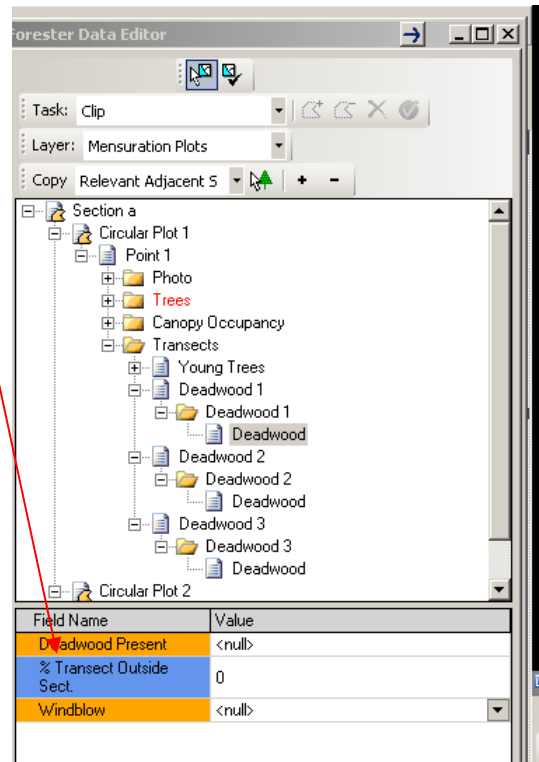 Forester Data Editor
Task: Clip
Layer: Mensuration Plots
Copy Relevant Adjacent S
Section a
Circular Plot 1
Point 1
Photo
Trees
Canopy Occupancy
Transects
Young Trees
Deadwood 1
Deadwood 1
Deadwood
Deadwood 2
Deadwood 2
Deadwood
Deadwood 3
Deadwood 3
Deadwood
Circular Plot 2
Field Name Value
Deadwood Present <null>
% Transect Outside
Sect. 0
Windblow <null>